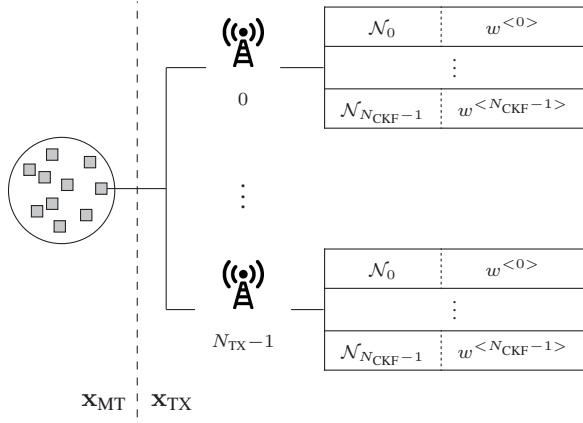 𝒩₀ w^{<0>}
⋮
𝒩_{N_CKF−1} w^{<N_CKF−1>}
0
⋮
𝒩₀ w^{<0>}
⋮
𝒩_{N_CKF−1} w^{<N_CKF−1>}
N_TX−1
x_MT x_TX